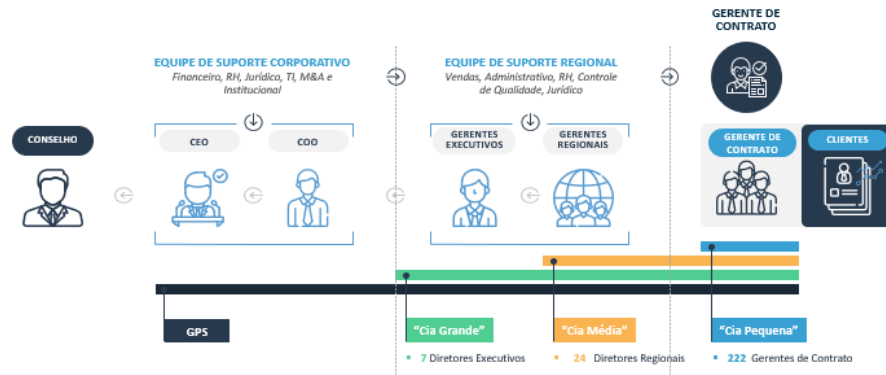 GERENTE DE
CONTRATO
EQUIPE DE SUPORTE CORPORATIVO
Financeiro, RH, Jurídico, TI, M&A e
Institucional
EQUIPE DE SUPORTE REGIONAL
Vendas, Administrativo, RH, Controle
de Qualidade, Jurídico
CONSELHO
CEO
COO
GERENTES
EXECUTIVOS
GERENTES
REGIONAIS
GERENTE DE
CONTRATO
CLIENTES
GPS
“Cia Grande”
“Cia Média”
“Cia Pequena”
▪ 7 Diretores Executivos
▪ 24 Diretores Regionais
▪ 222 Gerentes de Contrato